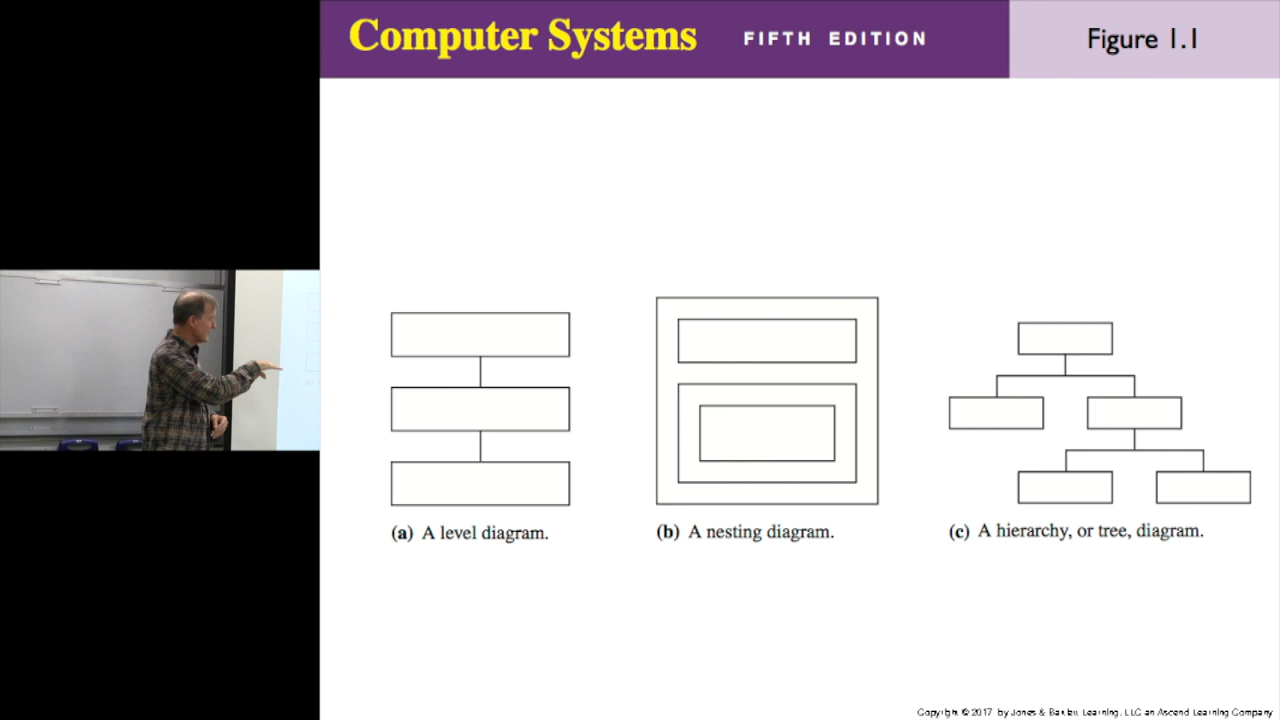 Computer Systems FIFTH EDITION Figure 1.1
(a) A level diagram. (b) A nesting diagram. (c) A hierarchy, or tree, diagram.
Copyright © 2017 by Jones & Bartlett Learning, LLC an Ascend Learning Company